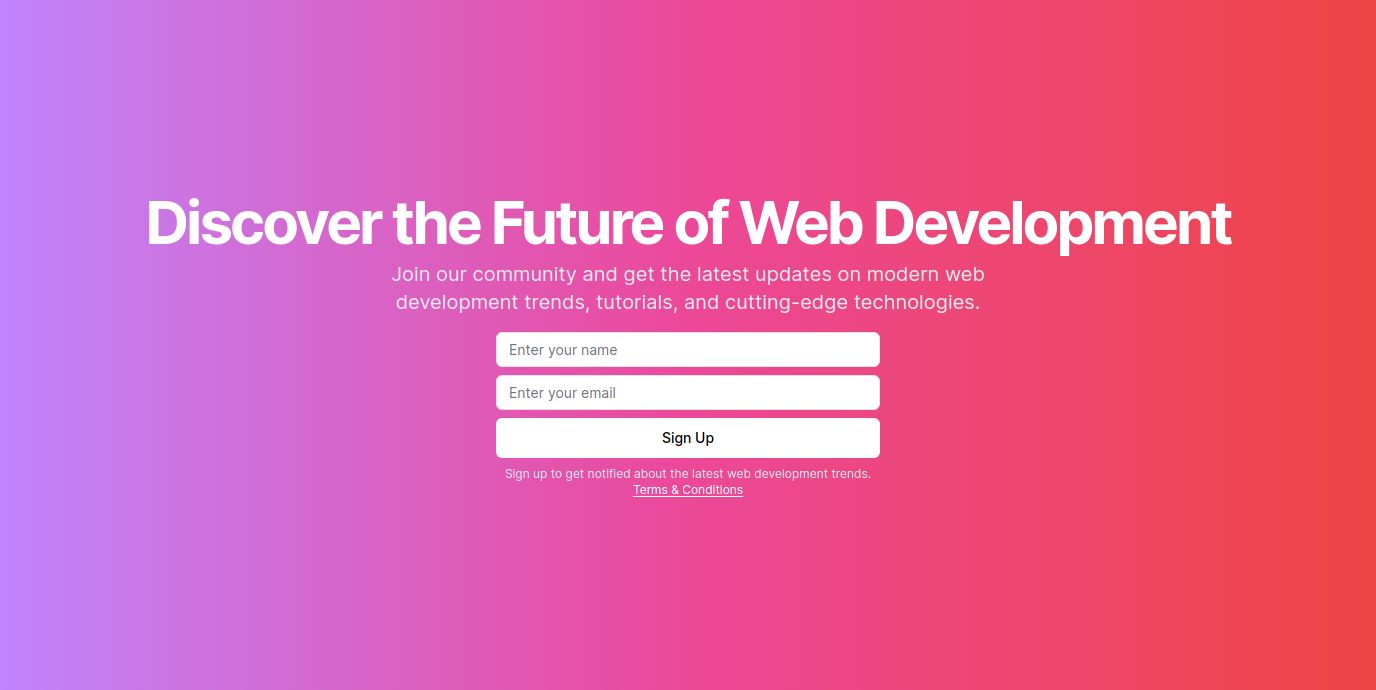 Discover the Future of Web Development
Join our community and get the latest updates on modern web
development trends, tutorials, and cutting-edge technologies.
Enter your name
Enter your email
Sign Up
Sign up to get notified about the latest web development trends.
Terms & Conditions